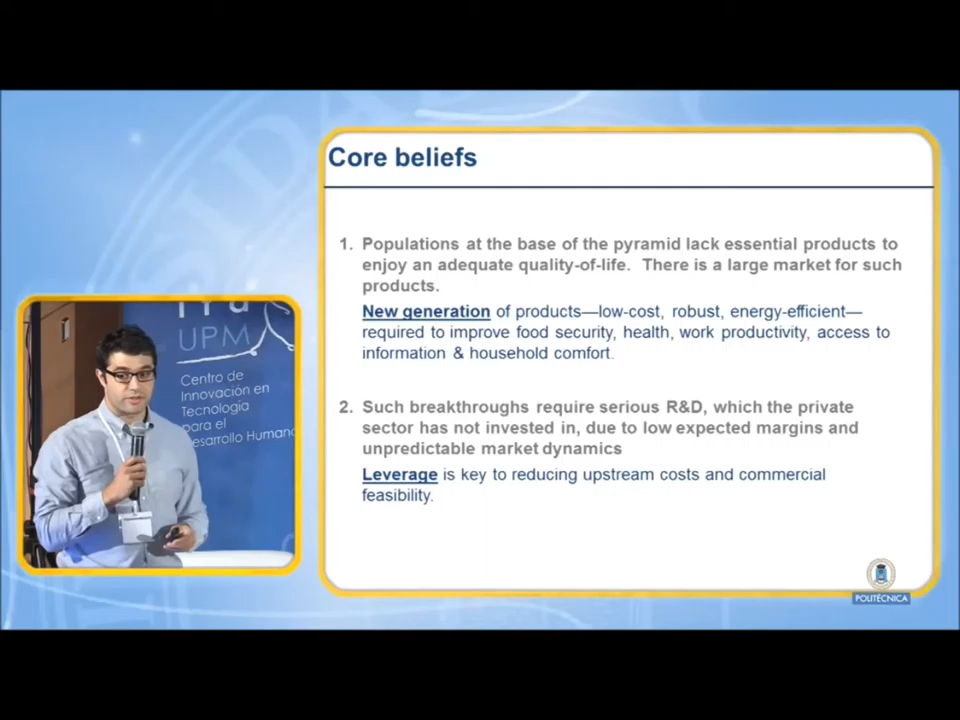 Core beliefs
1. Populations at the base of the pyramid lack essential products to
enjoy an adequate quality-of-life. There is a large market for such
products.
New generation of products—low-cost, robust, energy-efficient—
required to improve food security, health, work productivity, access to
information & household comfort.
2. Such breakthroughs require serious R&D, which the private
sector has not invested in, due to low expected margins and
unpredictable market dynamics
Leverage is key to reducing upstream costs and commercial
feasibility.
UPM
Centro de
Innovación en
Tecnología
para el
esarrollo Humano
POLITÉCNICA